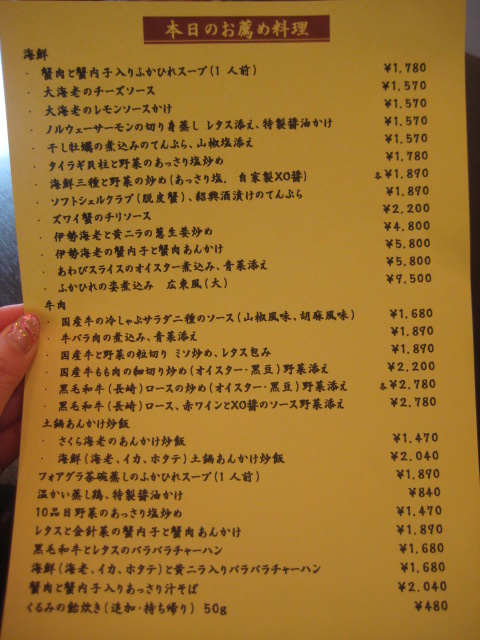 本日のお薦め料理
海鮮
・ 蟹肉と蟹内子入りふかひれスープ(1 人前) ¥1,780
・ 大海老のチーズソース ¥1,570
・ 大海老のレモンソースかけ ¥1,570
・ ノルウェーサーモンの切り身蒸し レタス添え、特製醤油かけ ¥1,570
・ 干し牡蠣の煮込みのてんぷら、山椒塩添え ¥1,570
・ タイラギ貝柱と野菜のあっさり塩炒め ¥1,780
・ 海鮮三種と野菜の炒め(あっさり塩, 自家製XO醤) 各¥1,890
・ ソフトシェルクラブ(脱皮蟹)、紹興酒漬けのてんぷら ¥1,890
・ ズワイ蟹のチリソース ¥2,200
・ 伊勢海老と黄ニラの葱生姜炒め ¥4,800
・ 伊勢海老の蟹内子と蟹肉あんかけ ¥5,800
・ あわびスライスのオイスター煮込み、青菜添え ¥5,800
・ ふかひれの姿煮込み 広東風(大) ¥9,500
牛肉
・ 国産牛の冷しゃぶサラダ二種のソース(山椒風味、胡麻風味) ¥1,680
・ 牛バラ肉の煮込み、青菜添え ¥1,890
・ 国産牛と野菜の粒切り ミソ炒め、レタス包み ¥1,890
・ 国産牛もも肉の細切り炒め(オイスター・黒豆)野菜添え ¥2,200
・ 黒毛和牛(長崎)ロースの炒め(オイスター・黒豆)野菜添え 各¥2,780
・ 黒毛和牛(長崎)ロース、赤ワインとXO醤のソース野菜添え ¥2,780
土鍋あんかけ炒飯
・ さくら海老のあんかけ炒飯 ¥1,470
・ 海鮮(海老、イカ、ホタテ)土鍋あんかけ炒飯 ¥2,040
フォアグラ茶碗蒸しのふかひれスープ(1 人前) ¥1,890
温かい蒸し鶏、特製醤油かけ ¥840
10品目野菜のあっさり塩炒め ¥1,470
レタスと金針菜の蟹内子と蟹肉あんかけ ¥1,890
黒毛和牛とレタスのパラパラチャーハン ¥1,680
海鮮(海老、イカ、ホタテ)と黄ニラ入りパラパラチャーハン ¥1,680
蟹肉と蟹内子入りあっさり汁そば ¥2,040
くるみの飴炊き(追加・持ち帰り) 50g ¥480